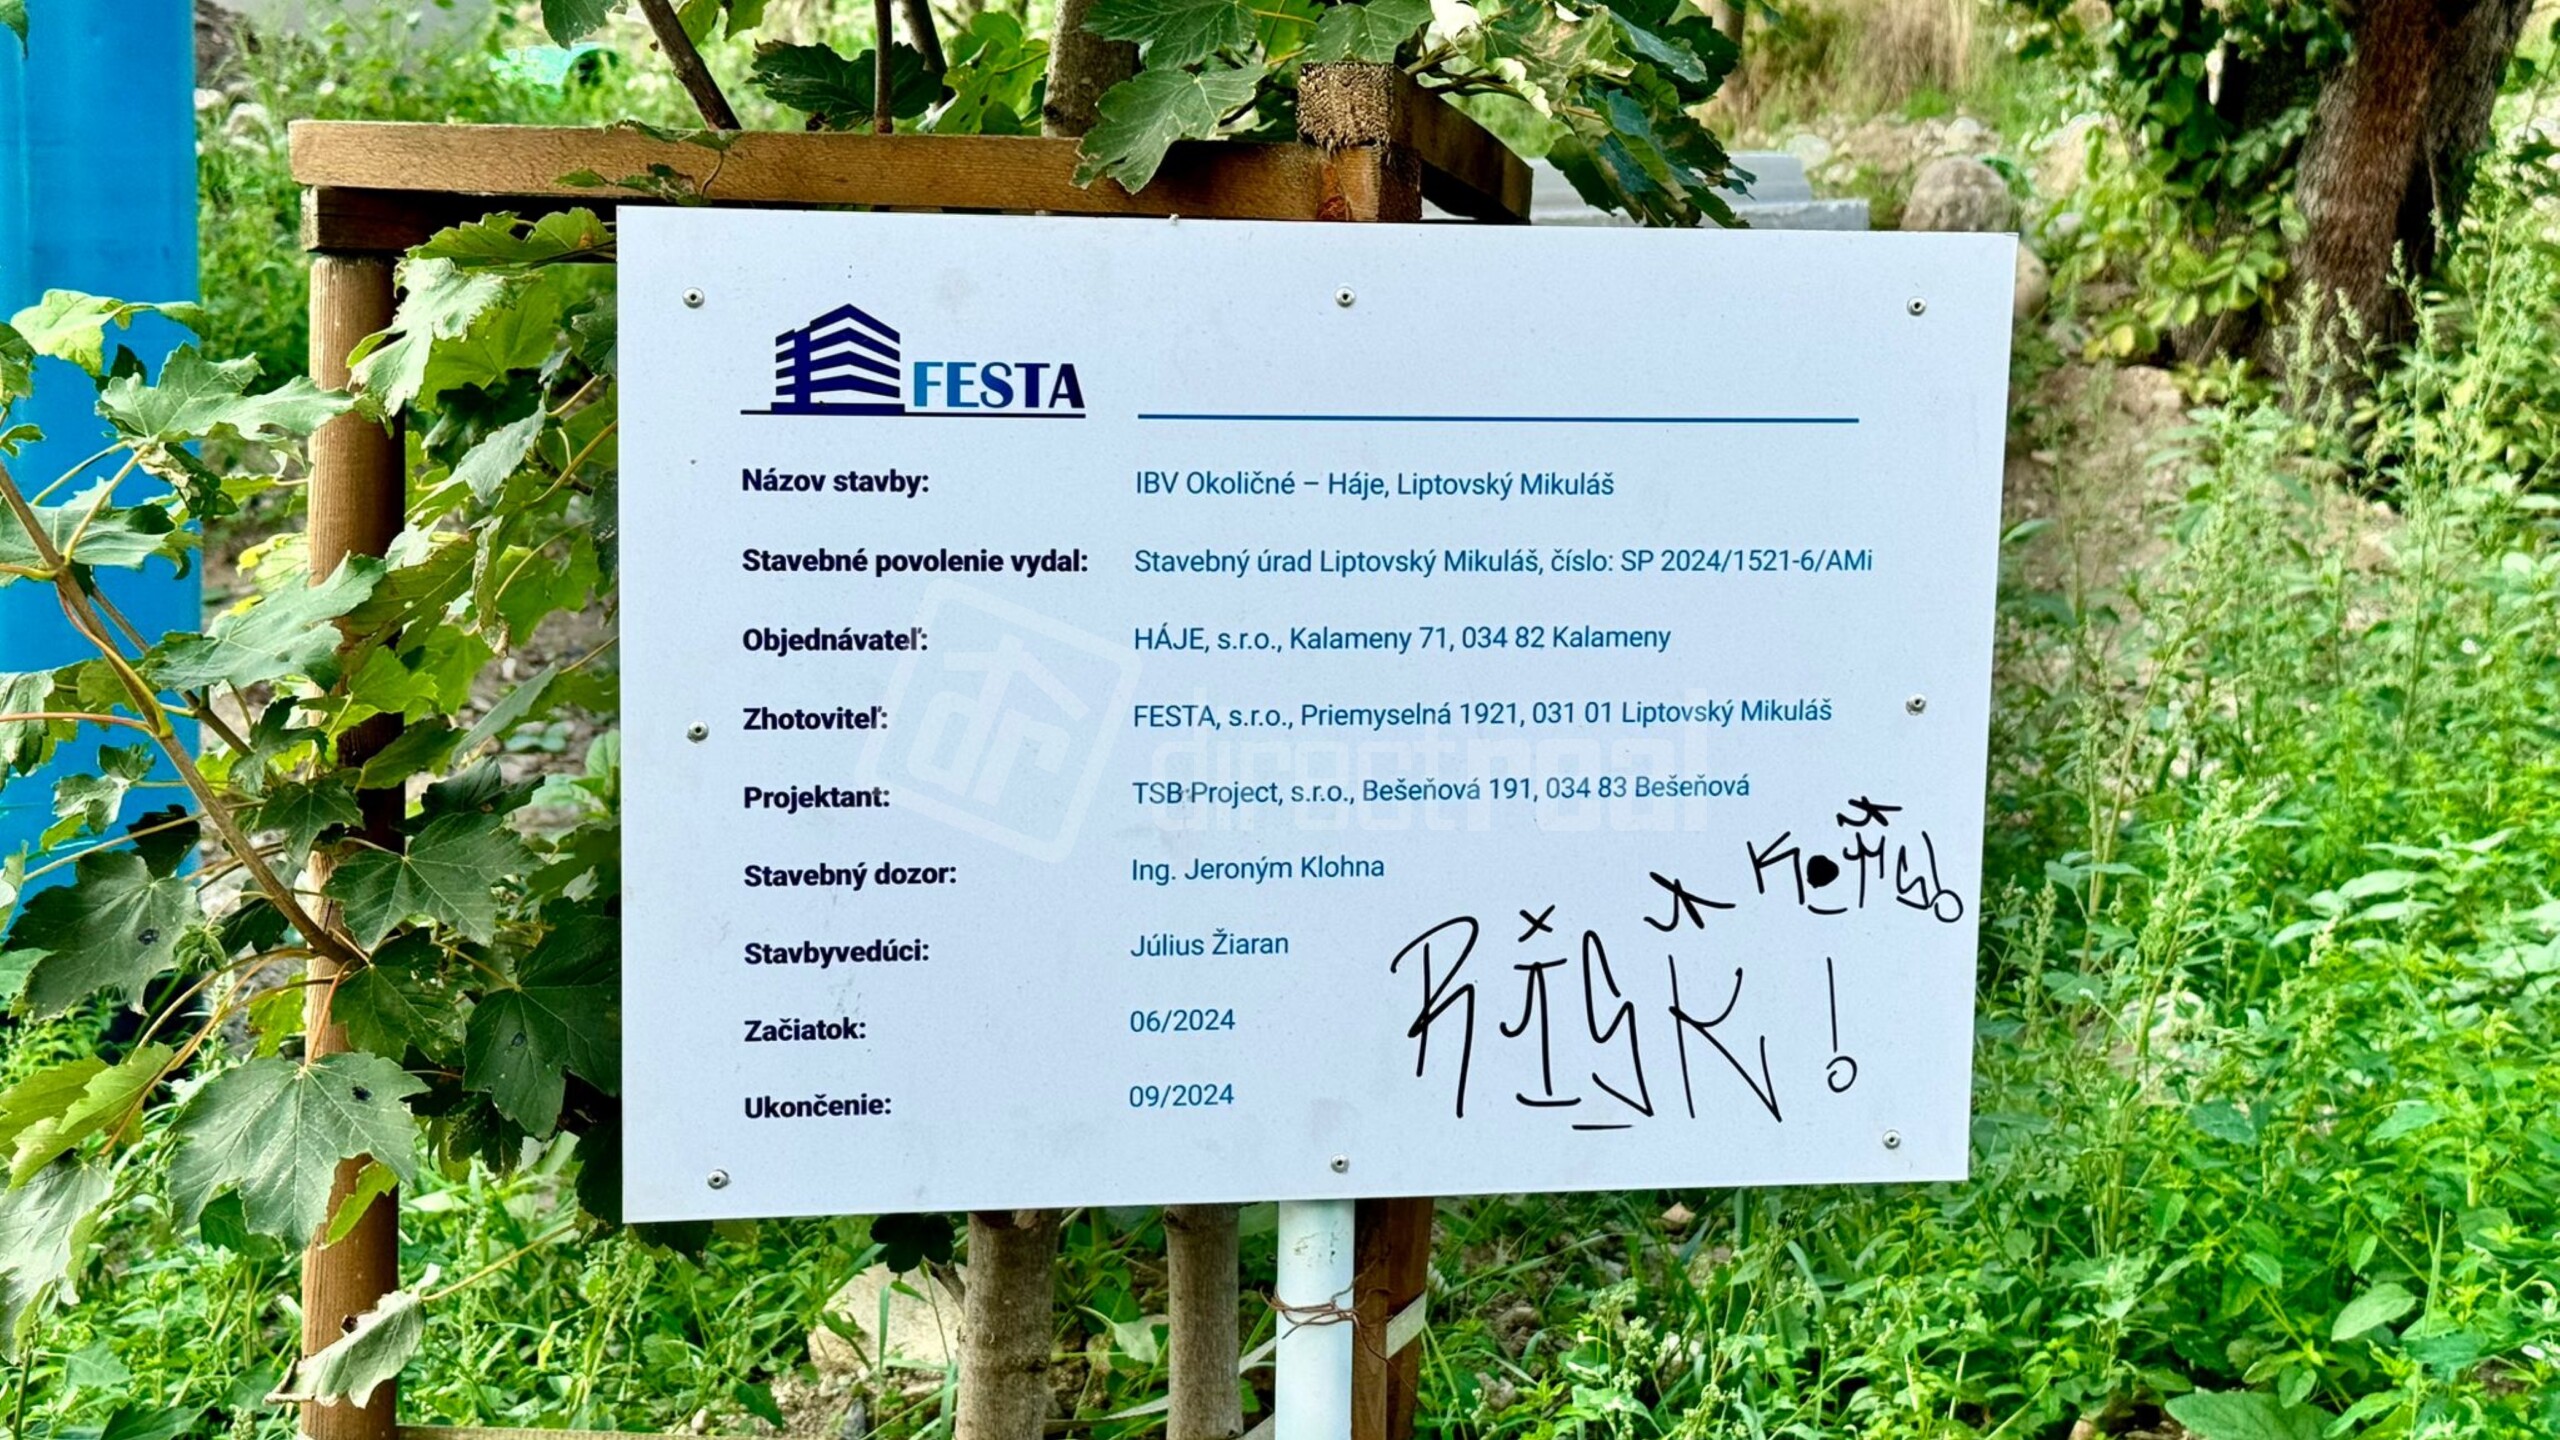 FESTA
Názov stavby: IBV Okoličné – Háje, Liptovský Mikuláš
Stavebné povolenie vydal: Stavebný úrad Liptovský Mikuláš, číslo: SP 2024/1521-6/AMi
Objednávateľ: HÁJE, s.r.o., Kalameny 71, 034 82 Kalameny
Zhotoviteľ: FESTA, s.r.o., Priemyselná 1921, 031 01 Liptovský Mikuláš
directreal
Projektant: TSB Project, s.r.o., Bešeňová 191, 034 83 Bešeňová
Stavebný dozor: Ing. Jeroným Klohna
Stavbyvedúci: Július Žiaran
Začiatok: 06/2024
Ukončenie: 09/2024
RISK!